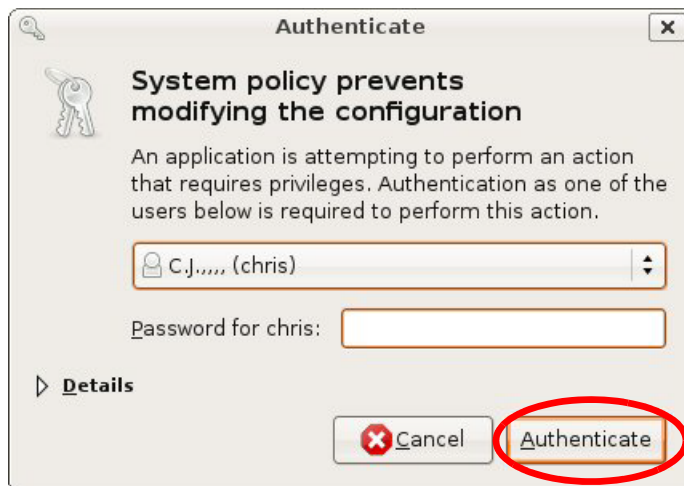 Authenticate
System policy prevents
modifying the configuration
An application is attempting to perform an action
that requires privileges. Authentication as one of the
users below is required to perform this action.
C.J.,,,, (chris)
Password for chris:
Details
Cancel Authenticate